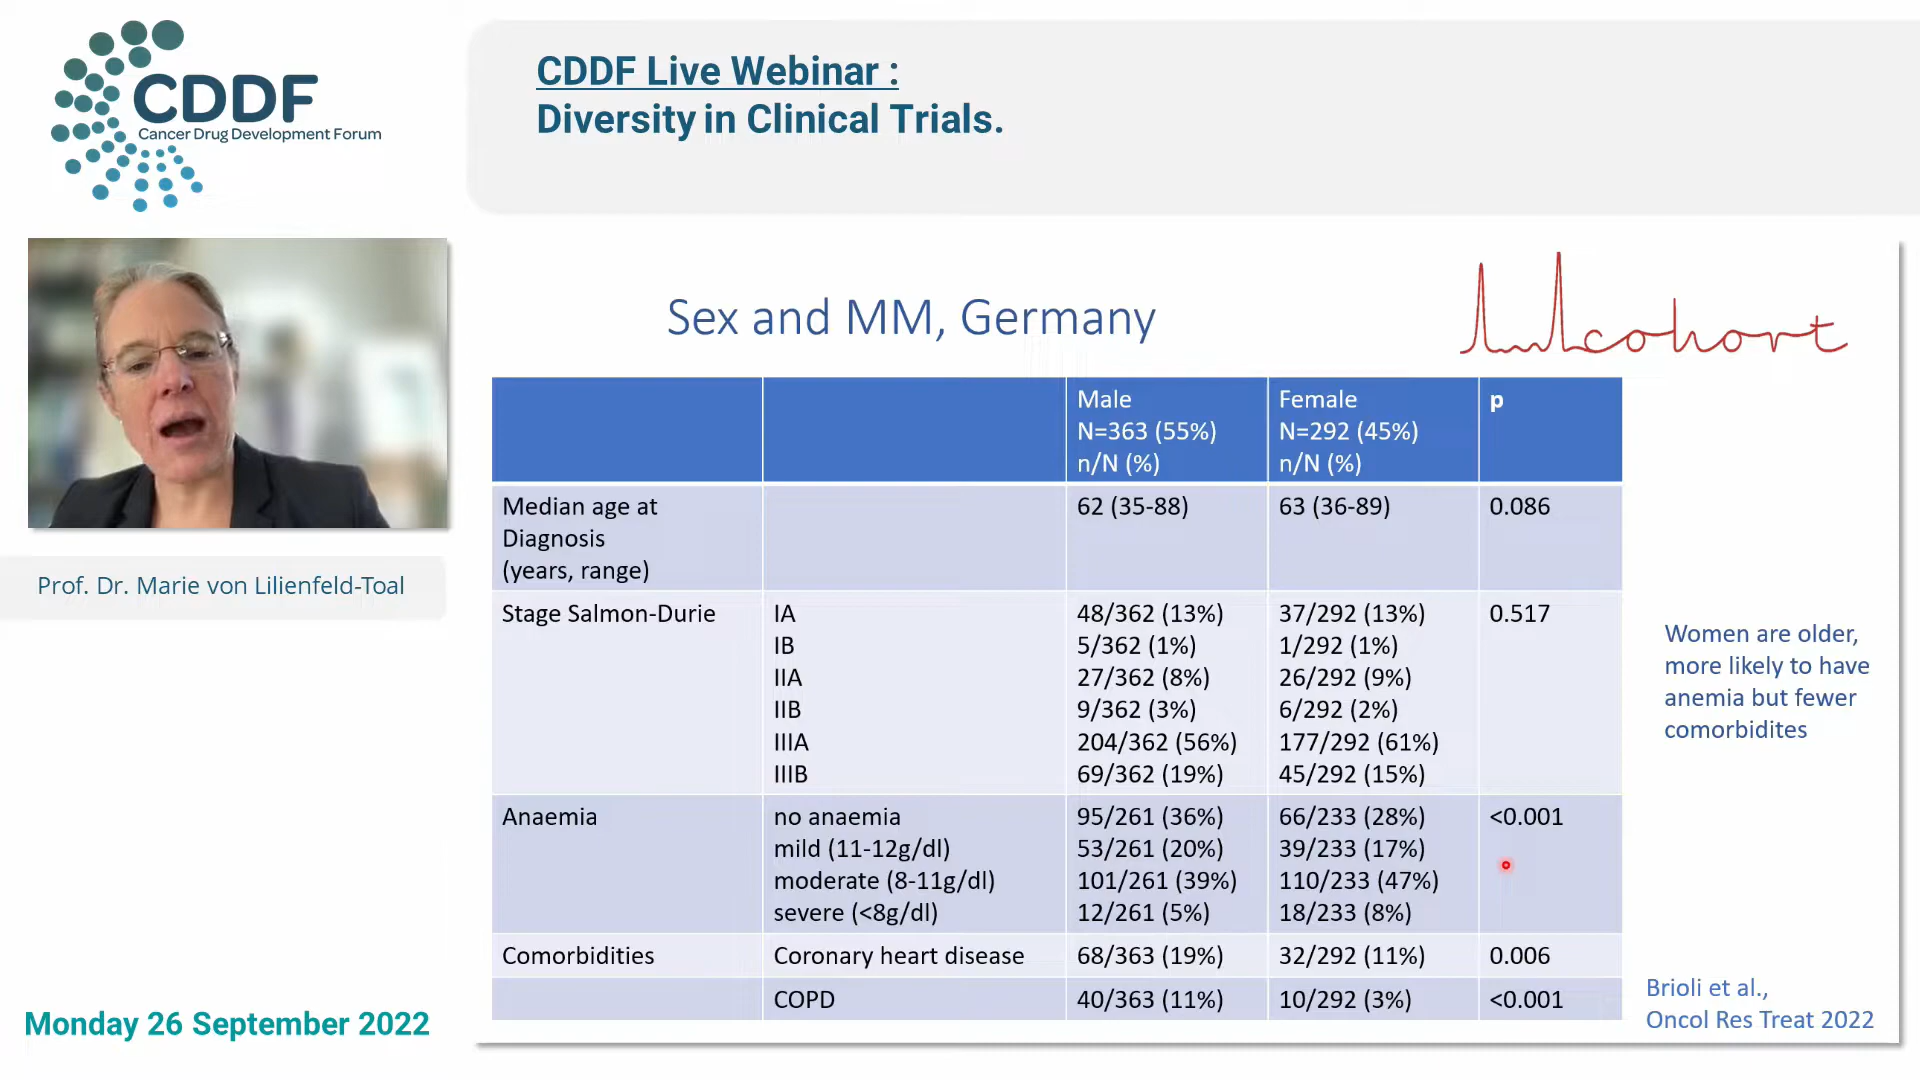 CDDF
Cancer Drug Development Forum
CDDF Live Webinar :
Diversity in Clinical Trials.
Prof. Dr. Marie von Lilienfeld-Toal
Monday 26 September 2022
Sex and MM, Germany
cohort
Male
N=363 (55%)
n/N (%)
Female
N=292 (45%)
n/N (%)
p
Median age at
Diagnosis
(years, range)
62 (35-88)
63 (36-89)
0.086
Stage Salmon-Durie
IA
48/362 (13%)
37/292 (13%)
0.517
IB
5/362 (1%)
1/292 (1%)
IIA
27/362 (8%)
26/292 (9%)
IIB
9/362 (3%)
6/292 (2%)
IIIA
204/362 (56%)
177/292 (61%)
IIIB
69/362 (19%)
45/292 (15%)
Anaemia
no anaemia
95/261 (36%)
66/233 (28%)
<0.001
mild (11-12g/dl)
53/261 (20%)
39/233 (17%)
moderate (8-11g/dl)
101/261 (39%)
110/233 (47%)
severe (<8g/dl)
12/261 (5%)
18/233 (8%)
Comorbidities
Coronary heart disease
68/363 (19%)
32/292 (11%)
0.006
COPD
40/363 (11%)
10/292 (3%)
<0.001
Women are older,
more likely to have
anemia but fewer
comorbidites
Brioli et al.,
Oncol Res Treat 2022